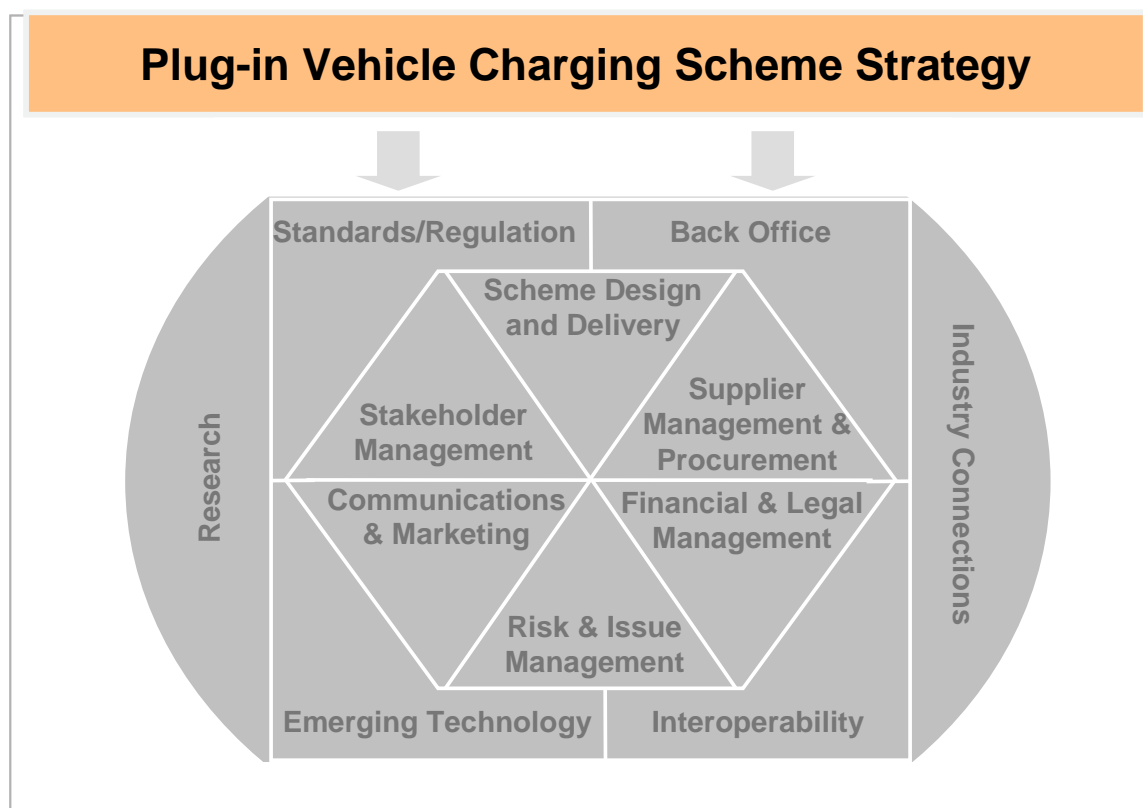 Plug-in Vehicle Charging Scheme Strategy
Standards/Regulation
Back Office
Scheme Design
and Delivery
Stakeholder
Management
Supplier
Management &
Procurement
Research
Industry Connections
Communications
& Marketing
Financial & Legal
Management
Risk & Issue
Management
Emerging Technology
Interoperability